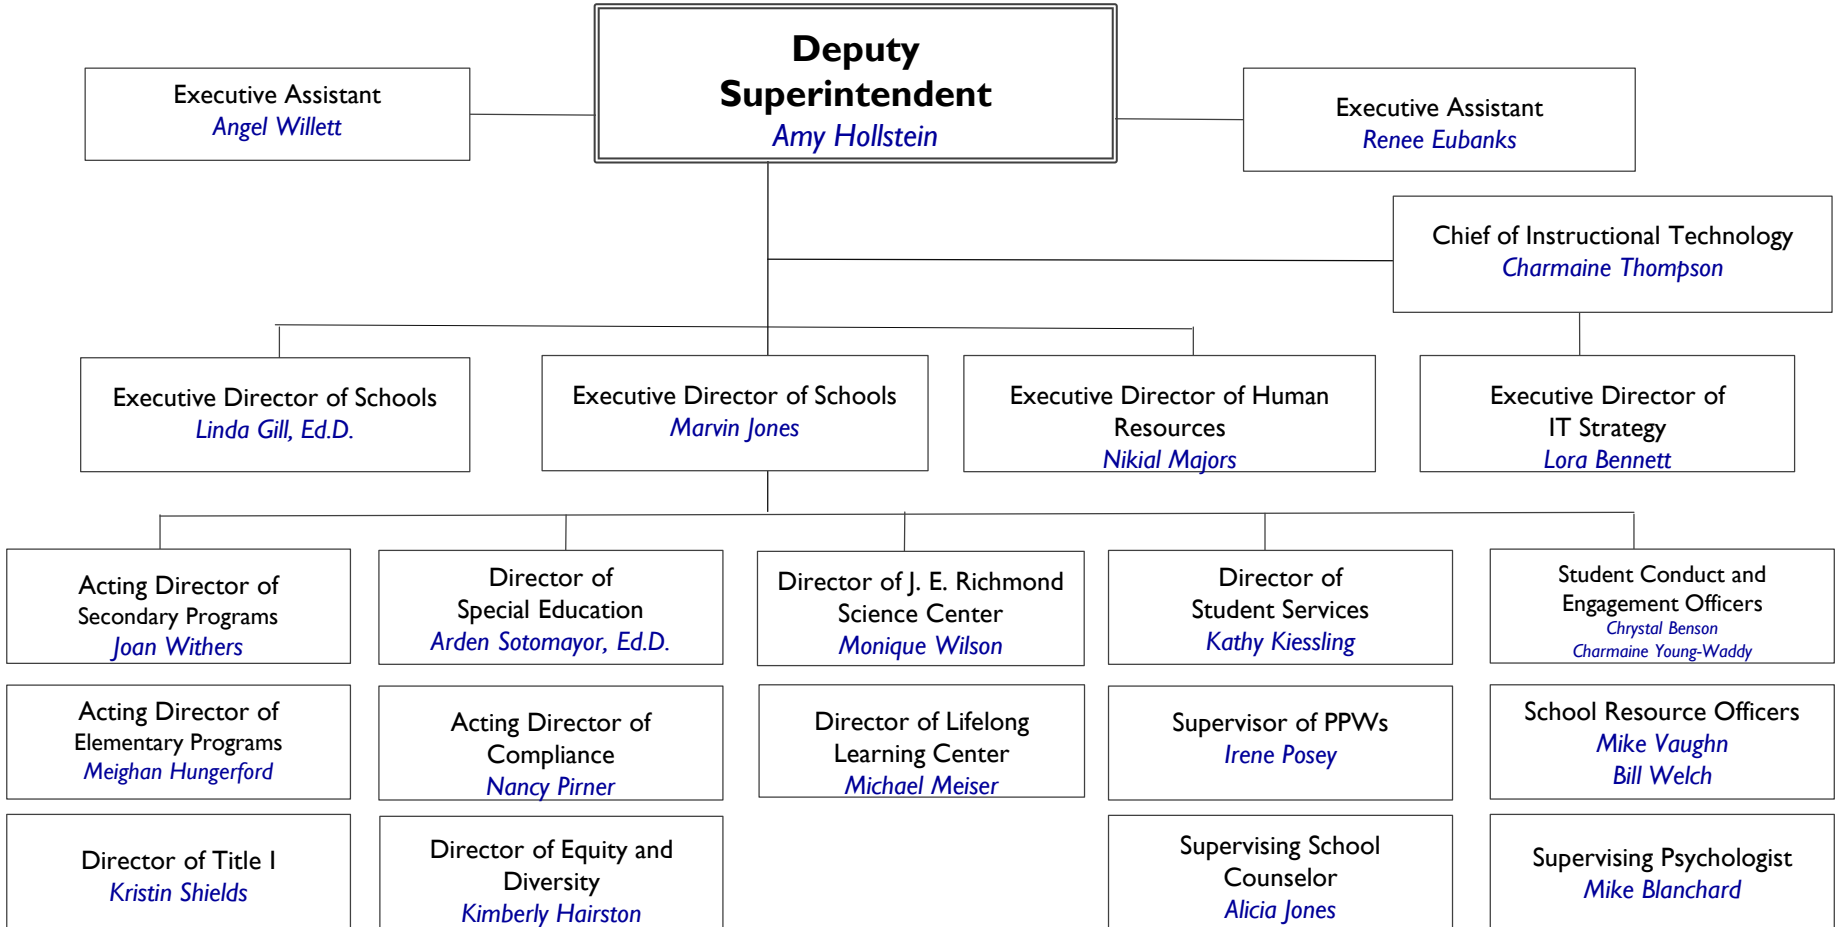 Deputy
Superintendent
Amy Hollstein
Executive Assistant
Angel Willett
Executive Assistant
Renee Eubanks
Chief of Instructional Technology
Charmaine Thompson
Executive Director of Schools
Linda Gill, Ed.D.
Executive Director of Schools
Marvin Jones
Executive Director of Human
Resources
Nikial Majors
Executive Director of
IT Strategy
Lora Bennett
Acting Director of
Secondary Programs
Joan Withers
Director of
Special Education
Arden Sotomayor, Ed.D.
Director of J. E. Richmond
Science Center
Monique Wilson
Director of
Student Services
Kathy Kiessling
Student Conduct and
Engagement Officers
Chrystal Benson
Charmaine Young-Waddy
Acting Director of
Elementary Programs
Meighan Hungerford
Acting Director of
Compliance
Nancy Pirner
Director of Lifelong
Learning Center
Michael Meiser
Supervisor of PPWs
Irene Posey
School Resource Officers
Mike Vaughn
Bill Welch
Director of Title I
Kristin Shields
Director of Equity and
Diversity
Kimberly Hairston
Supervising School
Counselor
Alicia Jones
Supervising Psychologist
Mike Blanchard